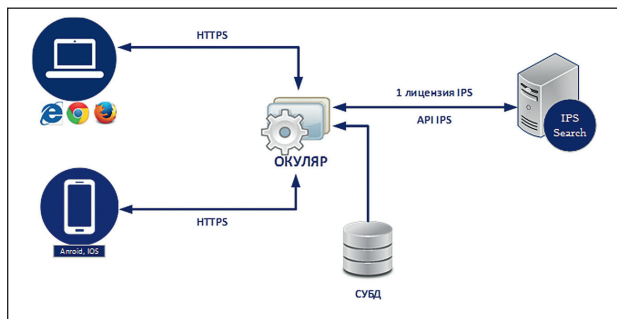 HTTPS
1 лицензия IPS
API IPS
IPS
Search
ОКУЛЯР
HTTPS
Anroid, IOS
СУБД